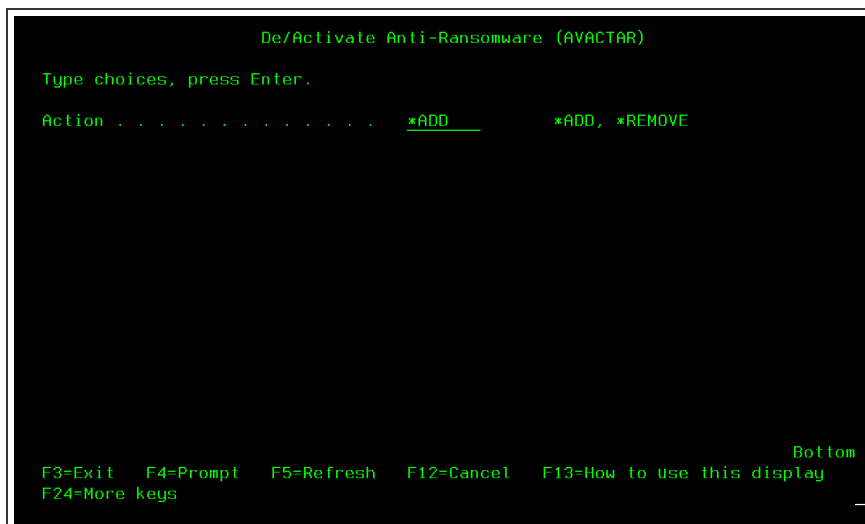 De/Activate Anti-Ransomware (AVACTAR)
Type choices, press Enter.
Action . . . . . . . . . . . . . *ADD *ADD, *REMOVE
Bottom
F3=Exit F4=Prompt F5=Refresh F12=Cancel F13=How to use this display
F24=More keys